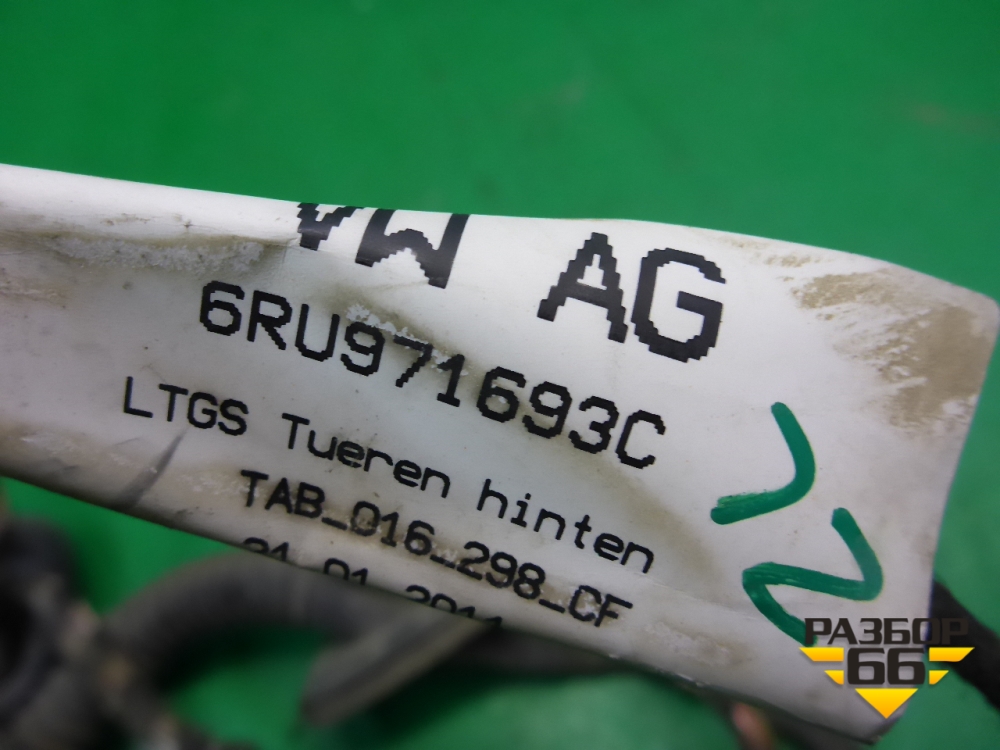 VW AG
6RU971693C
LTGS Tueren hinten
TAB_016_298_CF
РАЗБОР
66